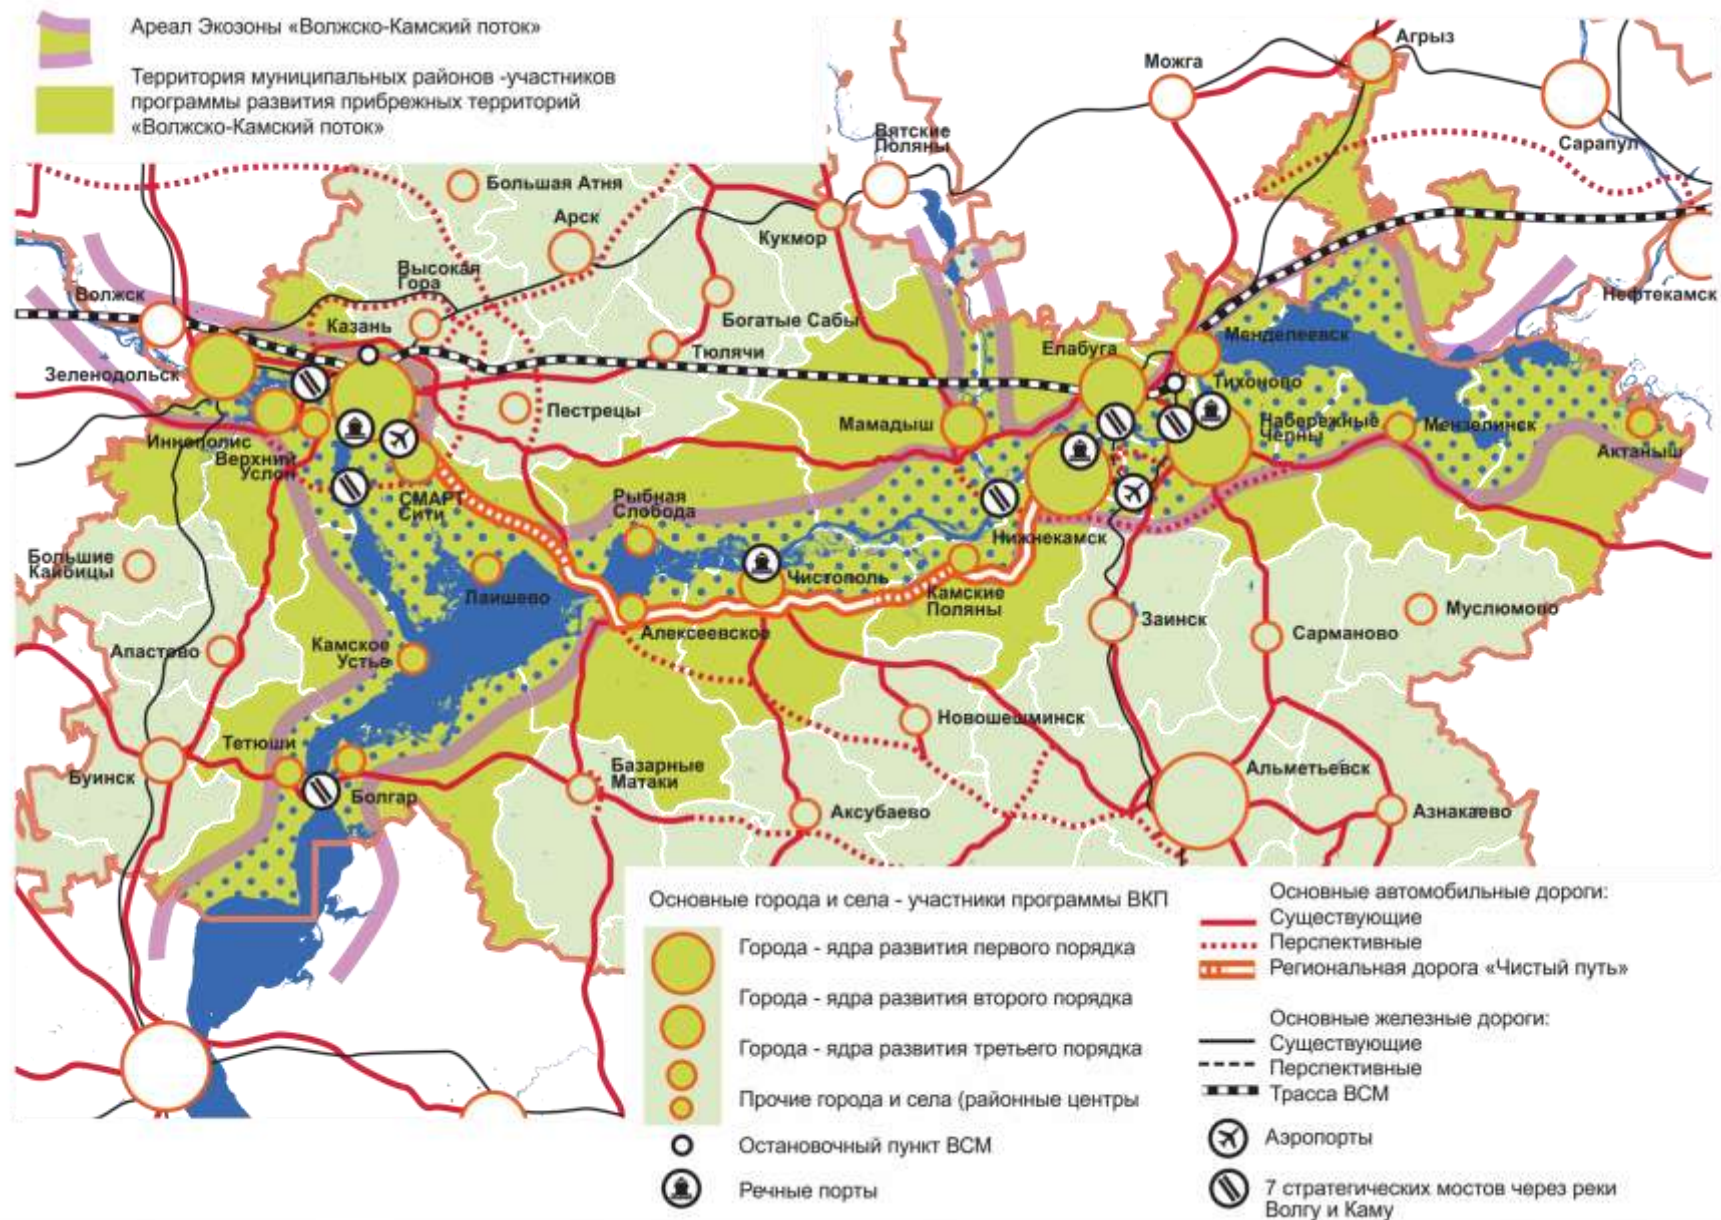 Ареал Экозоны «Волжско-Камский поток»
Территория муниципальных районов -участников
программы развития прибрежных территорий
«Волжско-Камский поток»
Агрыз
Можга
Вятские
Поляны
Сарапул
Большая Атня
Арск
Кукмор
Высокая
Гора
Волжск
Нефтекамск
Казань
Богатые Сабы
Менделеевск
Елабуга
Тюлячи
Зеленодольск
Тихоново
Пестрецы
Мамадыш
Набережные
Челны
Мензелинск
Иннополис
Верхний
Услон
Актаныш
СМАРТ
Сити
Рыбная
Слобода
Нижнекамск
Большие
Кайбицы
Чистополь
Лаишево
Камские
Поляны
Муслюмово
Заинск
Сарманово
Алексеевское
Камское
Устье
Апастово
Новошешминск
Тетюши
Буинск
Базарные
Матаки
Альметьевск
Болгар
Аксубаево
Азнакаево
Основные города и села - участники программы ВКП
Города - ядра развития первого порядка
Города - ядра развития второго порядка
Города - ядра развития третьего порядка
Прочие города и села (районные центры
Остановочный пункт ВСМ
Речные порты
Основные автомобильные дороги:
Существующие
Перспективные
Региональная дорога «Чистый путь»
Основные железные дороги:
Существующие
Перспективные
Трасса ВСМ
Аэропорты
7 стратегических мостов через реки
Волгу и Каму